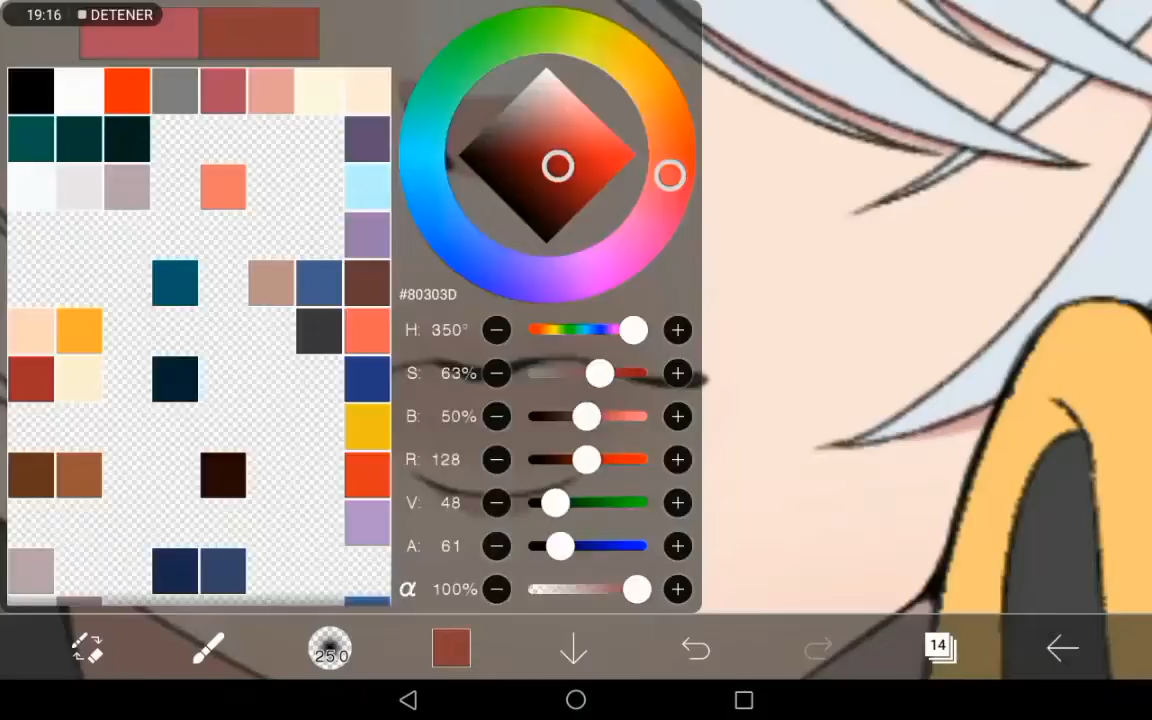 19:16 DETENER
#80303D
H: 350°
S: 63%
B: 50%
R: 128
V: 48
A: 61
α 100%
25.0
14